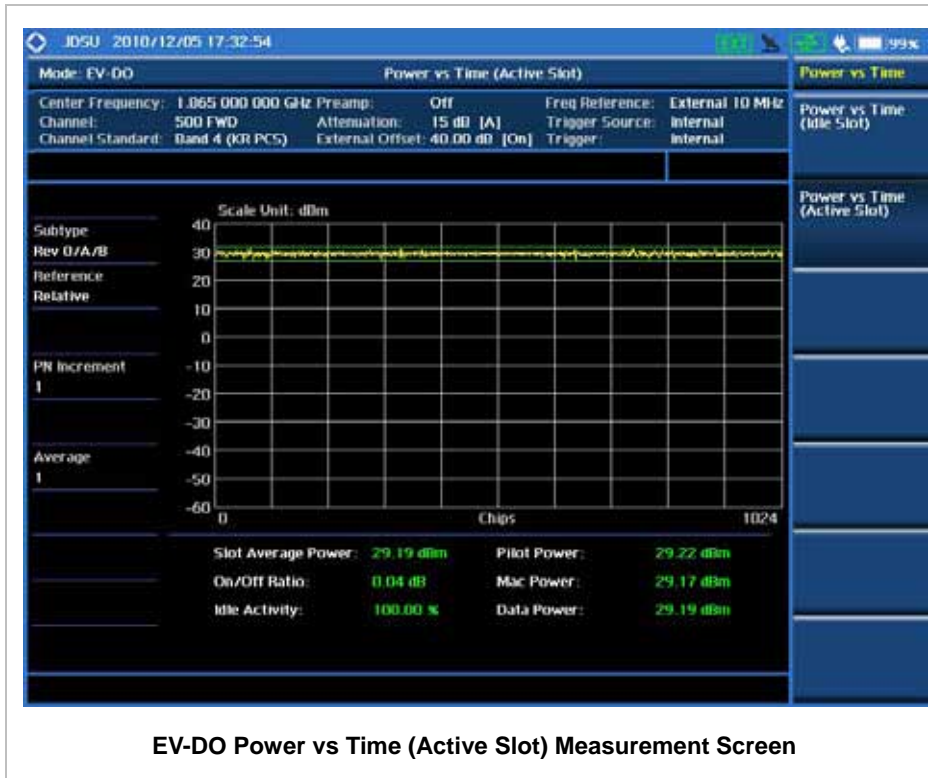 JDSU 2010/12/05 17:32:54
99%
Mode: EV-DO
Power vs Time (Active Slot)
Power vs Time
Center Frequency: 1.865 000 000 GHz
Preamp: Off
Freq Reference: External 10 MHz
Channel: 500 FWD
Attenuation: 15 dB [A]
Trigger Source: Internal
Channel Standard: Band 4 (KR PCS)
External Offset: 40.00 dB [On]
Trigger: Internal
Power vs Time
(Idle Slot)
Power vs Time
(Active Slot)
Scale Unit: dBm
Subtype
Rev 0/A/B
Reference
Relative
PN Increment
1
Average
1
40
30
20
10
0
-10
-20
-30
-40
-50
-60
0
Chips
1024
Slot Average Power: 29.19 dBm
Pilot Power: 29.22 dBm
On/Off Ratio: 0.04 dB
Mac Power: 29.17 dBm
Idle Activity: 100.00 %
Data Power: 29.19 dBm
EV-DO Power vs Time (Active Slot) Measurement Screen